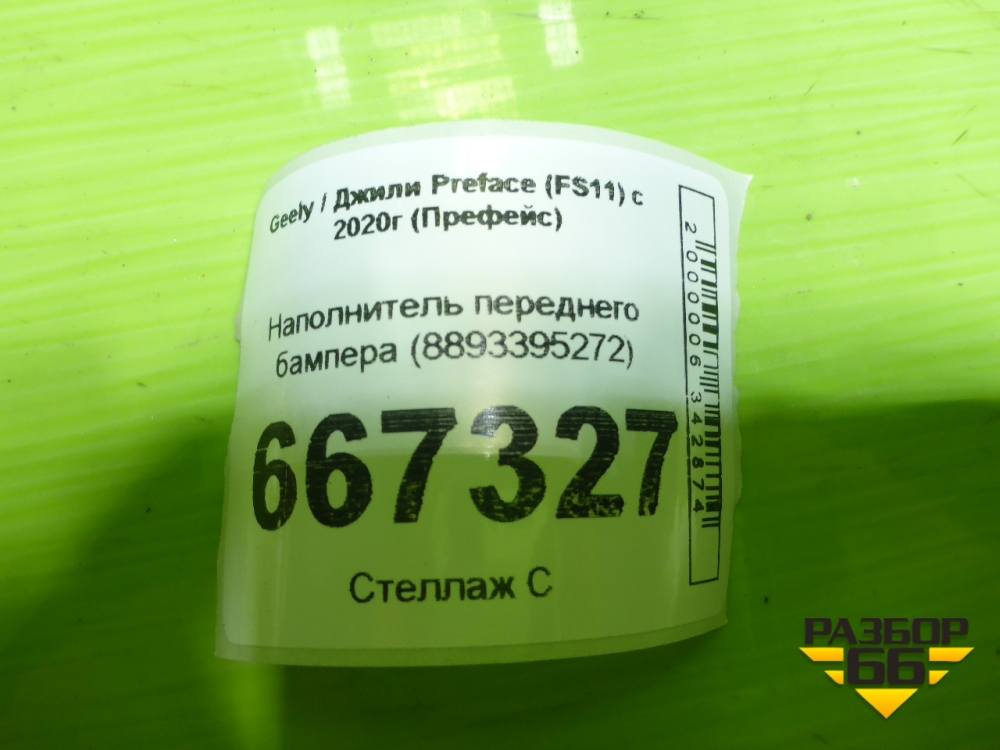 Geely / Джили Preface (FS11) с
2020г (Префейс)
Наполнитель переднего
бампера (8893395272)
667327
Стеллаж С
2000006342874
РАЗБОР
66